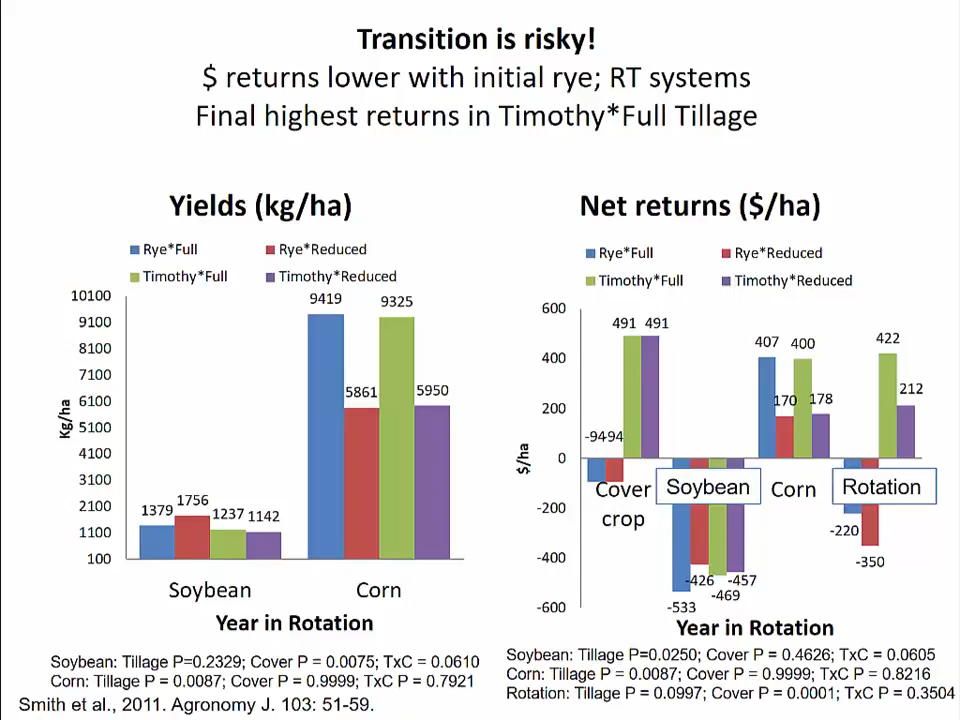 Transition is risky!
$ returns lower with initial rye; RT systems
Final highest returns in Timothy*Full Tillage
Yields (kg/ha)
Rye*Full Rye*Reduced
Timothy*Full Timothy*Reduced
10100
9100
8100
7100
6100
5100
4100
3100
2100
1100
100
Kg/ha
1379 1756 1237 1142
9419 5861 9325 5950
Soybean Corn
Year in Rotation
Soybean: Tillage P=0.2329; Cover P = 0.0075; TxC = 0.0610
Corn: Tillage P = 0.0087; Cover P = 0.9999; TxC P = 0.7921
Smith et al., 2011. Agronomy J. 103: 51-59.
Net returns ($/ha)
Rye*Full Rye*Reduced
Timothy*Full Timothy*Reduced
600
400
200
0
-200
-400
-600
$/ha
-94 -94 491 491
-533 -426 -469 -457
407 170 400 178
-220 -350 422 212
Cover crop Soybean Corn Rotation
Year in Rotation
Soybean: Tillage P=0.0250; Cover P = 0.4626; TxC = 0.0605
Corn: Tillage P = 0.0087; Cover P = 0.9999; TxC P = 0.8216
Rotation: Tillage P = 0.0997; Cover P = 0.0001; TxC P = 0.3504